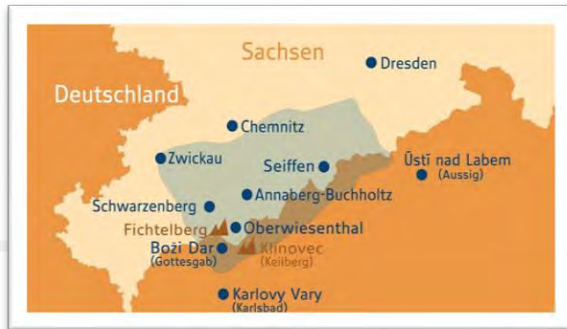 Sachsen
Dresden
Deutschland
Chemnitz
Zwickau
Seiffen
Ūstī nad Labem
(Aussig)
Annaberg-Buchholtz
Schwarzenberg
Fichtelberg
Oberwiesenthal
Boži Dar
(Gottesgab)
Klinovec
(Keilberg)
Karlovy Vary
(Karlsbad)